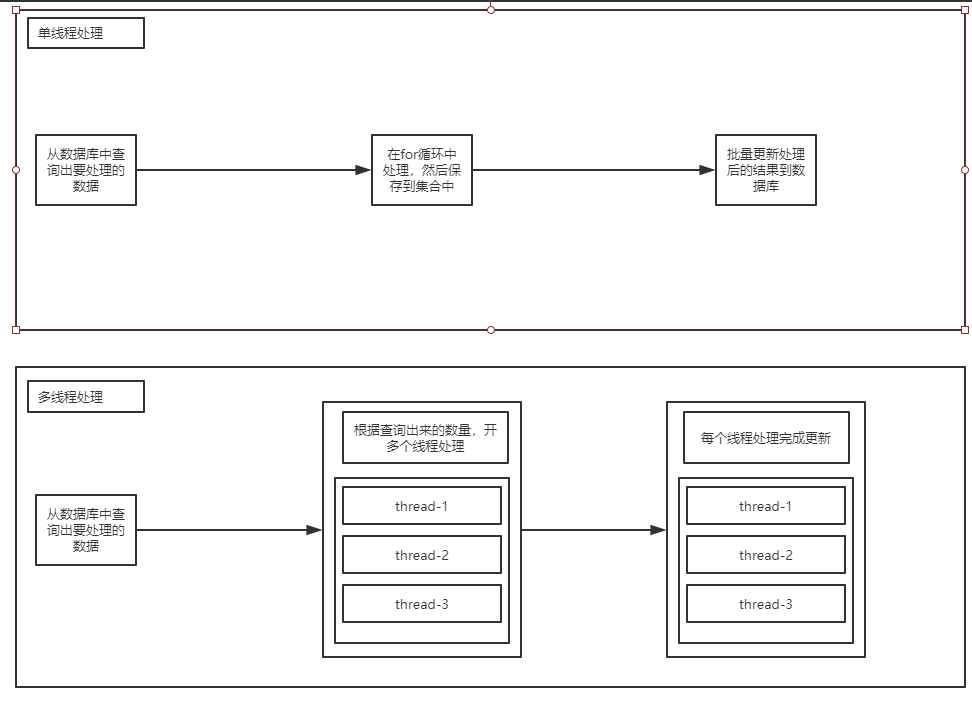 单线程处理
从数据库中查
询出要处理的
数据
在for循环中
处理，然后保
存到集合中
批量更新处理
后的结果到数
据库
多线程处理
从数据库中查
询出要处理的
数据
根据查询出来的数量，开
多个线程处理
thread-1
thread-2
thread-3
每个线程处理完成更新
thread-1
thread-2
thread-3